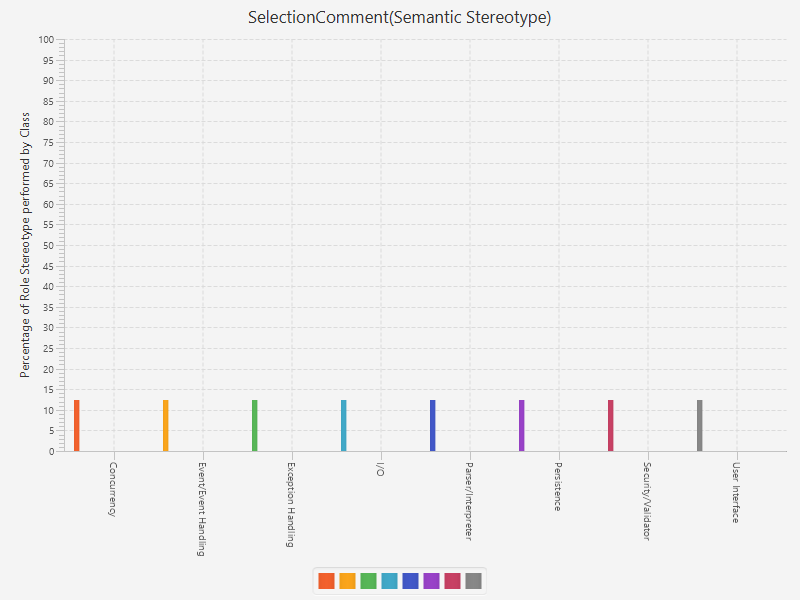 SelectionComment(Semantic Stereotype)
Percentage of Role Stereotype performed by Class
100
95
90
85
80
75
70
65
60
55
50
45
40
35
30
25
20
15
10
5
0
Concurrency
Event/Event Handling
Exception Handling
I/O
Parser/Interpreter
Persistence
Security/Validator
User Interface